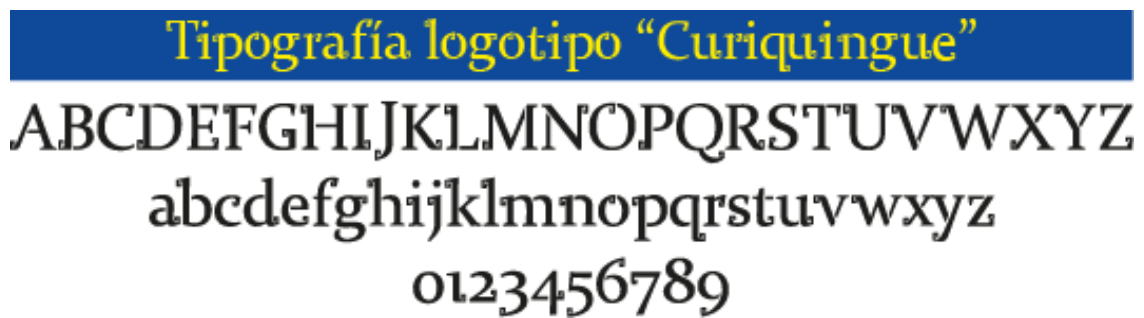 Tipografía logotipo “Curiquingue”
ABCDEFGHIJKLMNOPQRSTUVWXYZ
abcdefghijklmnopqrstuvwxyz
0123456789